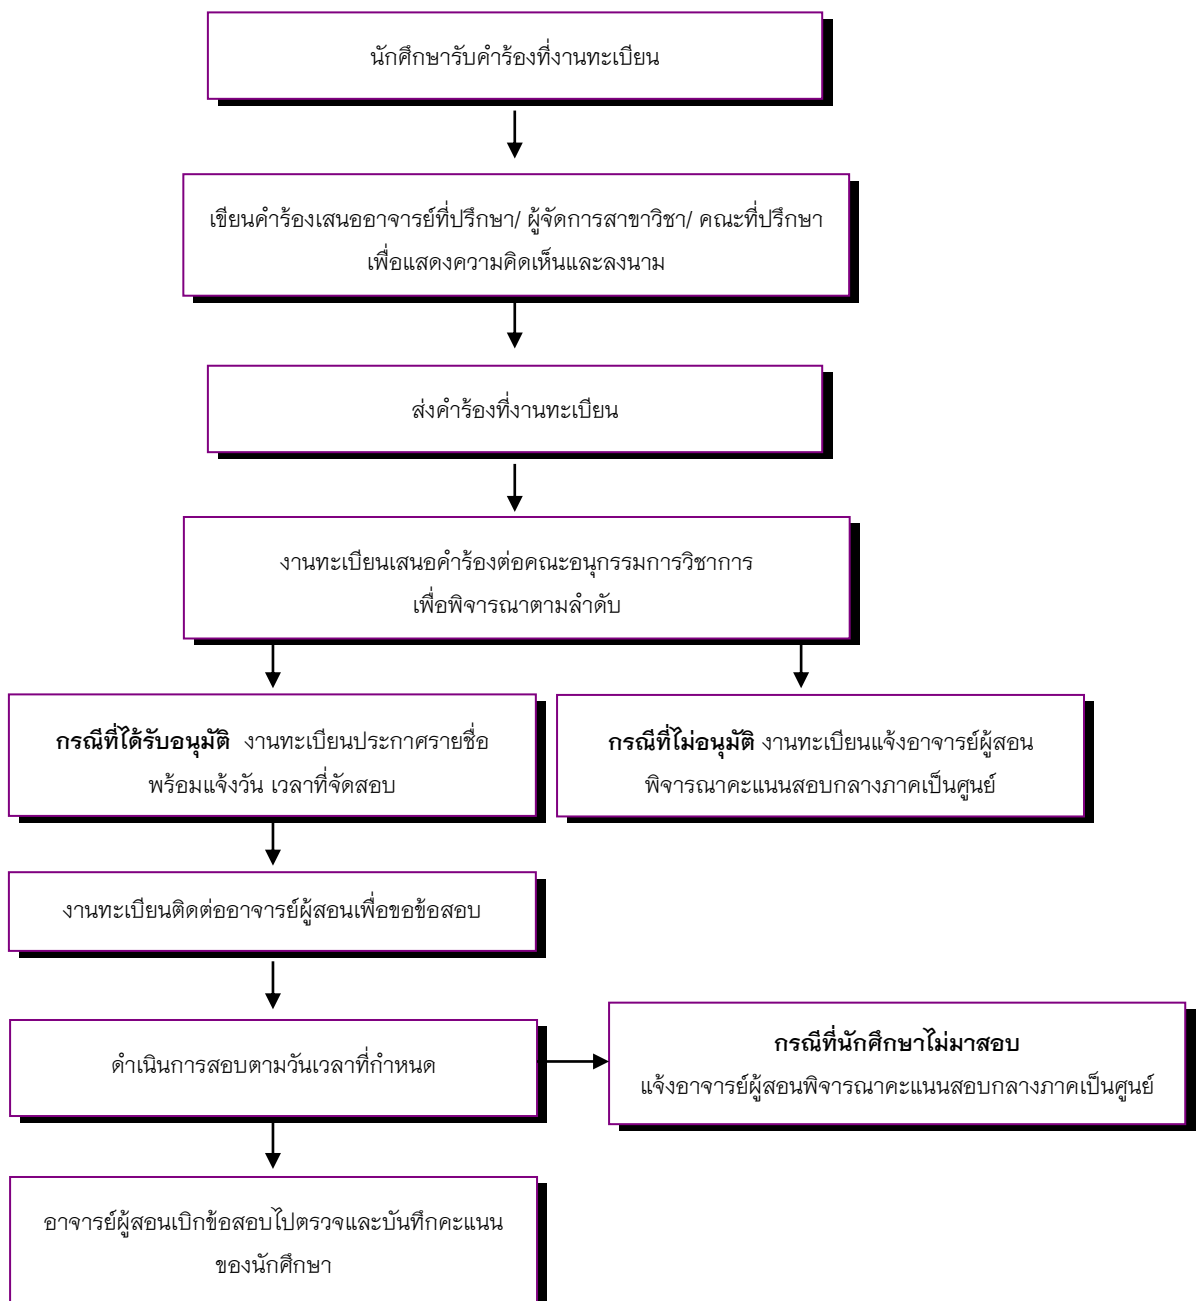 นักศึกษารับคำร้องที่งานทะเบียน
เขียนคำร้องเสนออาจารย์ที่ปรึกษา/ ผู้จัดการสาขาวิชา/ คณะที่ปรึกษา
เพื่อแสดงความคิดเห็นและลงนาม
ส่งคำร้องที่งานทะเบียน
งานทะเบียนเสนอคำร้องต่อคณะอนุกรรมการวิชาการ
เพื่อพิจารณาตามลำดับ
กรณีที่ได้รับอนุมัติ งานทะเบียนประกาศรายชื่อ
พร้อมแจ้งวัน เวลาที่จัดสอบ
กรณีที่ไม่อนุมัติ งานทะเบียนแจ้งอาจารย์ผู้สอน
พิจารณาคะแนนสอบกลางภาคเป็นศูนย์
งานทะเบียนติดต่ออาจารย์ผู้สอนเพื่อขอข้อสอบ
ดำเนินการสอบตามวันเวลาที่กำหนด
กรณีที่นักศึกษาไม่มาสอบ
แจ้งอาจารย์ผู้สอนพิจารณาคะแนนสอบกลางภาคเป็นศูนย์
อาจารย์ผู้สอนเบิกข้อสอบไปตรวจและบันทึกคะแนน
ของนักศึกษา